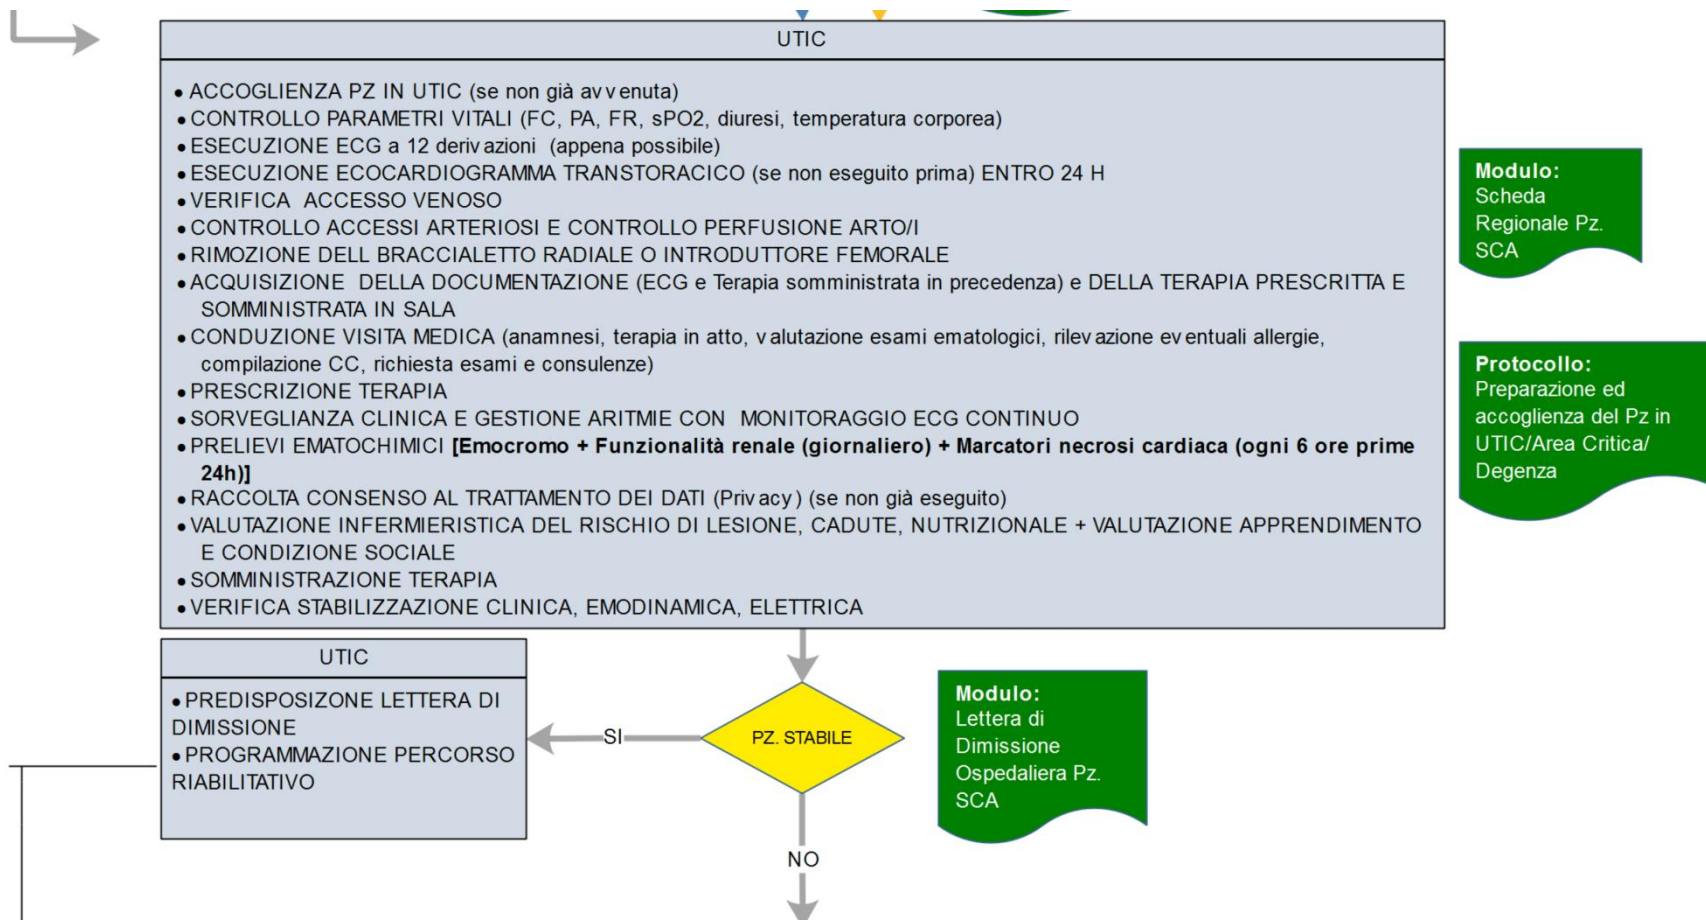 UTIC
• ACCOGLIENZA PZ IN UTIC (se non già avvenuta)
• CONTROLLO PARAMETRI VITALI (FC, PA, FR, sPO2, diuresi, temperatura corporea)
• ESECUZIONE ECG a 12 derivazioni (appena possibile)
• ESECUZIONE ECOCARDIOGRAMMA TRANSTORACICO (se non eseguito prima) ENTRO 24 H
• VERIFICA ACCESSO VENOSO
• CONTROLLO ACCESSI ARTERIOSI E CONTROLLO PERFUSIONE ARTO/I
• RIMOZIONE DELL BRACCIALETTO RADIALE O INTRODUTTORE FEMORALE
• ACQUISIZIONE DELLA DOCUMENTAZIONE (ECG e Terapia somministrata in precedenza) e DELLA TERAPIA PRESCRITTA E
SOMMINISTRATA IN SALA
• CONDUZIONE VISITA MEDICA (anamnesi, terapia in atto, valutazione esami ematologici, rilevazione eventuali allergie,
compilazione CC, richiesta esami e consulenze)
• PRESCRIZIONE TERAPIA
• SORVEGLIANZA CLINICA E GESTIONE ARITMIE CON MONITORAGGIO ECG CONTINUO
• PRELIEVI EMATOCHIMICI [Emocromo + Funzionalità renale (giornaliero) + Marcatori necrosi cardiaca (ogni 6 ore prime
24h)]
• RACCOLTA CONSENSO AL TRATTAMENTO DEI DATI (Privacy) (se non già eseguito)
• VALUTAZIONE INFERMIERISTICA DEL RISCHIO DI LESIONE, CADUTE, NUTRIZIONALE + VALUTAZIONE APPRENDIMENTO
E CONDIZIONE SOCIALE
• SOMMINISTRAZIONE TERAPIA
• VERIFICA STABILIZZAZIONE CLINICA, EMODINAMICA, ELETTRICA
Modulo:
Scheda
Regionale Pz.
SCA
Protocollo:
Preparazione ed
accoglienza del Pz in
UTIC/Area Critica/
Degenza
UTIC
• PREDISPOSIZONE LETTERA DI
DIMISSIONE
• PROGRAMMAZIONE PERCORSO
RIABILITATIVO
SI
PZ. STABILE
NO
Modulo:
Lettera di
Dimissione
Ospedaliera Pz.
SCA